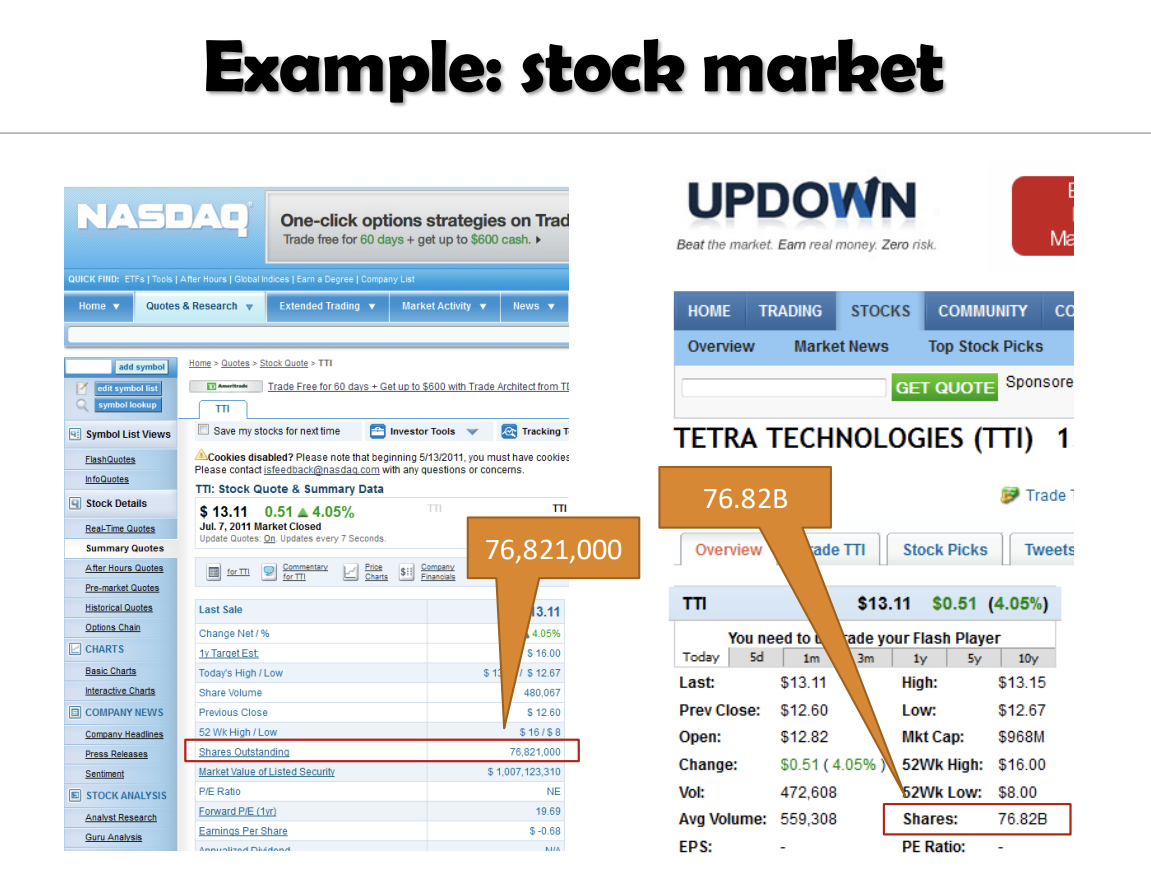 Example: stock market
NASDAQ
One-click options strategies on Trad
Trade free for 60 days + get up to $600 cash.
QUICK FIND: ETFs | Tools | After Hours | Global Indices | Earn a Degree | Company List
Home Quotes & Research Extended Trading Market Activity News
add symbol
edit symbol list
symbol lookup
Symbol List Views
FlashQuotes
InfoQuotes
Stock Details
Real-Time Quotes
Summary Quotes
After Hours Quotes
Pre-market Quotes
Historical Quotes
Options Chain
CHARTS
Basic Charts
Interactive Charts
COMPANY NEWS
Company Headlines
Press Releases
Sentiment
STOCK ANALYSIS
Analyst Research
Guru Analysis
Home > Quotes > Stock Quote > TTI
Ameritrade Trade Free for 60 days + Get up to $600 with Trade Architect from TD
TTI
Save my stocks for next time Investor Tools Tracking T
Cookies disabled? Please note that beginning 5/13/2011, you must have cookies
Please contact isfeedback@nasdaq.com with any questions or concerns.
TTI: Stock Quote & Summary Data
$ 13.11 0.51 ▲ 4.05% TTI TTI
Jul. 7, 2011 Market Closed
Update Quotes: On. Updates every 7 Seconds.
76,821,000
for TTI
Commentary for TTI
Price Charts
Company Financials
Last Sale 13.11
Change Net / % ▲ 4.05%
1y Target Est: $ 16.00
Today's High / Low $ 13 / $ 12.67
Share Volume 480,067
Previous Close $ 12.60
52 Wk High / Low $ 16 / $ 8
Shares Outstanding 76,821,000
Market Value of Listed Security $ 1,007,123,310
P/E Ratio NE
Forward P/E (1yr) 19.69
Earnings Per Share $ -0.68
Annualized Dividend N/A
UPDOWN
Beat the market. Earn real money. Zero risk.
Ma
HOME TRADING STOCKS COMMUNITY CO
Overview Market News Top Stock Picks
GET QUOTE Sponsore
TETRA TECHNOLOGIES (TTI) 1
76.82B
Trade T
Overview ade TTI Stock Picks Tweets
TTI $13.11 $0.51 (4.05%)
You need to u rade your Flash Player
Today 5d 1m 3m 1y 5y 10y
Last: $13.11 High: $13.15
Prev Close: $12.60 Low: $12.67
Open: $12.82 Mkt Cap: $968M
Change: $0.51 ( 4.05% ) 52Wk High: $16.00
Vol: 472,608 52Wk Low: $8.00
Avg Volume: 559,308 Shares: 76.82B
EPS: - PE Ratio: -